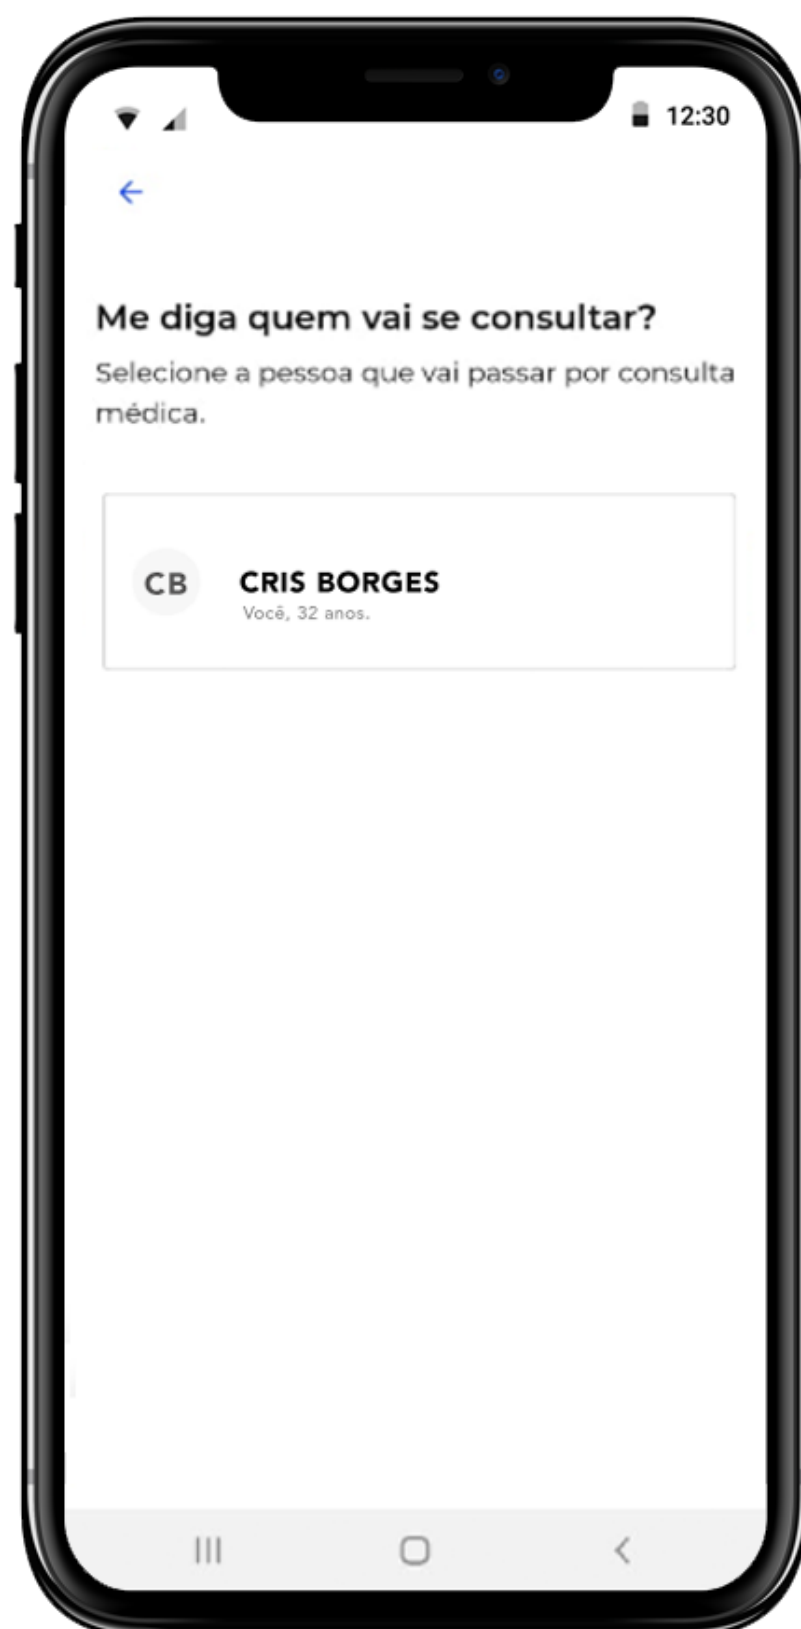 12:30
Me diga quem vai se consultar?
Selecione a pessoa que vai passar por consulta
médica.
CB
CRIS BORGES
Você, 32 anos.